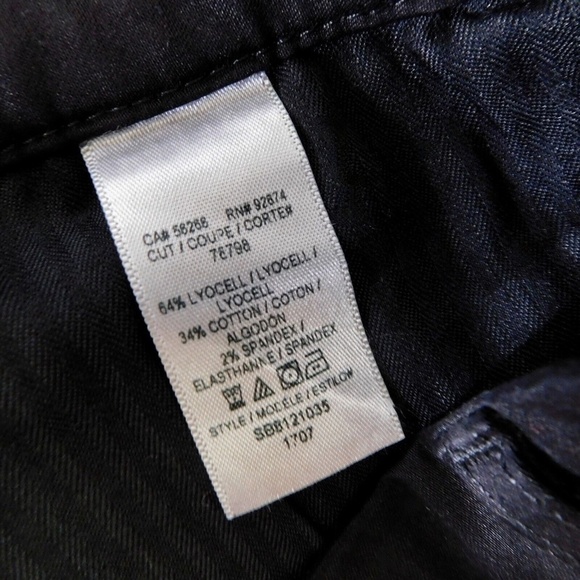 CA# 56266 RN# 92874
CUT / COUPE / CORTE#
76798
64% LYOCELL / LYOCELL /
LYOCELL
34% COTTON / COTON /
ALGODON
2% SPANDEX /
ELASTHANNE / SPANDEX
STYLE / MODÈLE / ESTILO#
SB8121035
1707